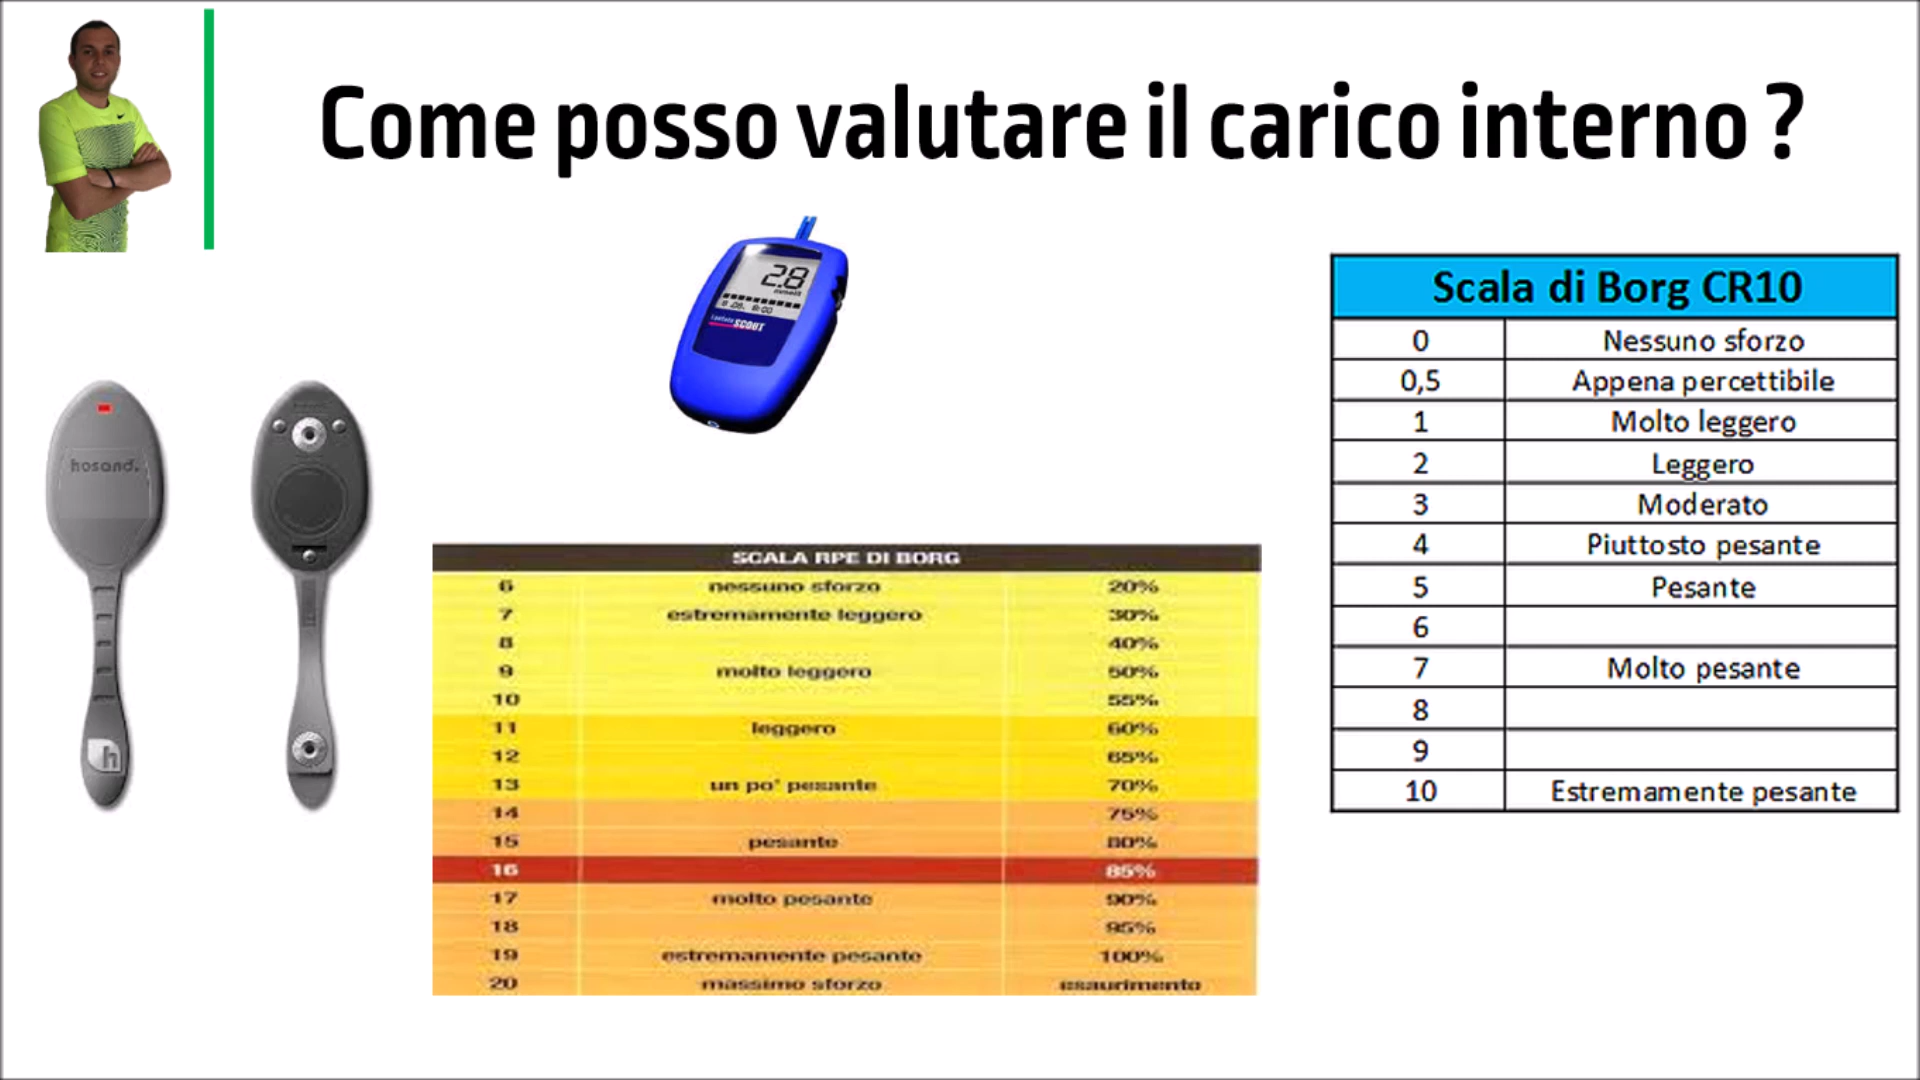 Come posso valutare il carico interno ?
2.8
mmol/l
8:00
Lactate SCOUT
hosand.
h
SCALA RPE DI BORG
6 nessuno sforzo 20%
7 estremamente leggero 30%
8 40%
9 molto leggero 50%
10 55%
11 leggero 60%
12 65%
13 un po' pesante 70%
14 75%
15 pesante 80%
16 85%
17 molto pesante 90%
18 95%
19 estremamente pesante 100%
20 massimo sforzo esaurimento
Scala di Borg CR10
0 Nessuno sforzo
0,5 Appena percettibile
1 Molto leggero
2 Leggero
3 Moderato
4 Piuttosto pesante
5 Pesante
6
7 Molto pesante
8
9
10 Estremamente pesante